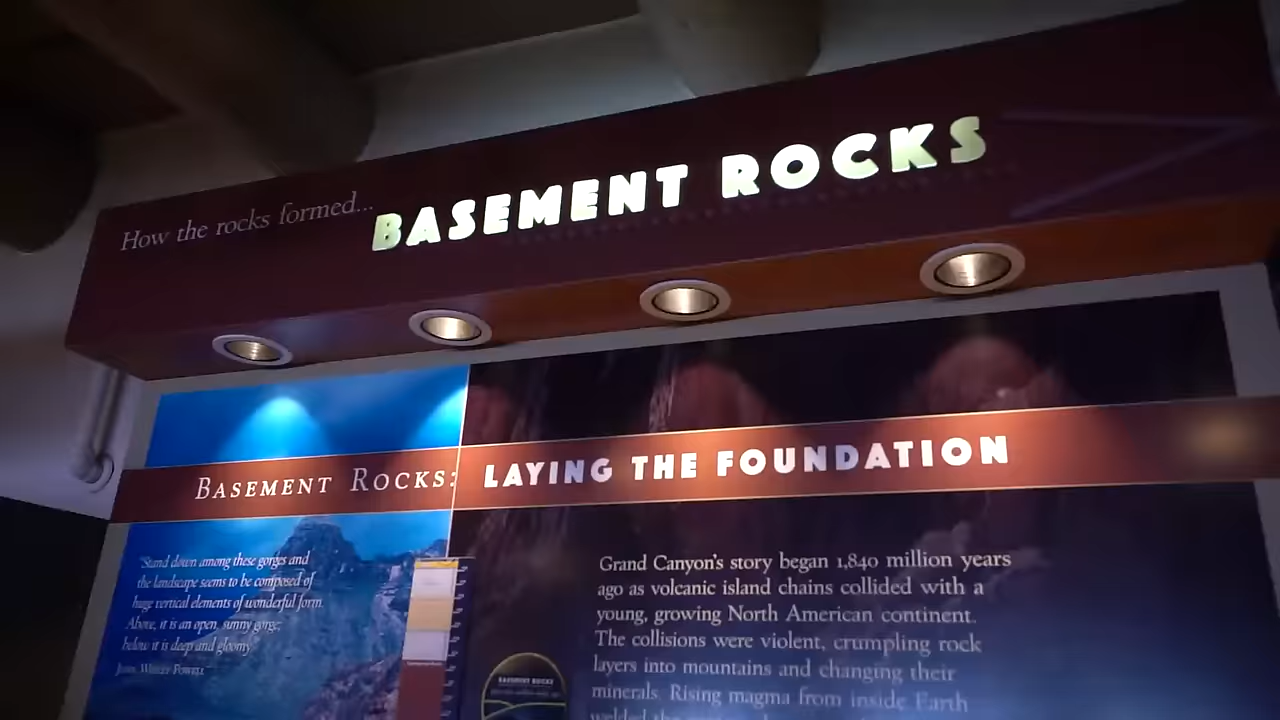 How the rocks formed...
BASEMENT ROCKS
BASEMENT ROCKS: LAYING THE FOUNDATION
"Stand down among these gorges and
the landscape seems to be composed of
huge vertical elements of wonderful form.
Above, it is an open, sunny gorge;
below it is deep and gloomy."
JOHN WESLEY POWELL
Grand Canyon's story began 1,840 million years
ago as volcanic island chains collided with a
young, growing North American continent.
The collisions were violent, crumpling rock
layers into mountains and changing their
minerals. Rising magma from inside Earth
welded the
BASEMENT ROCKS